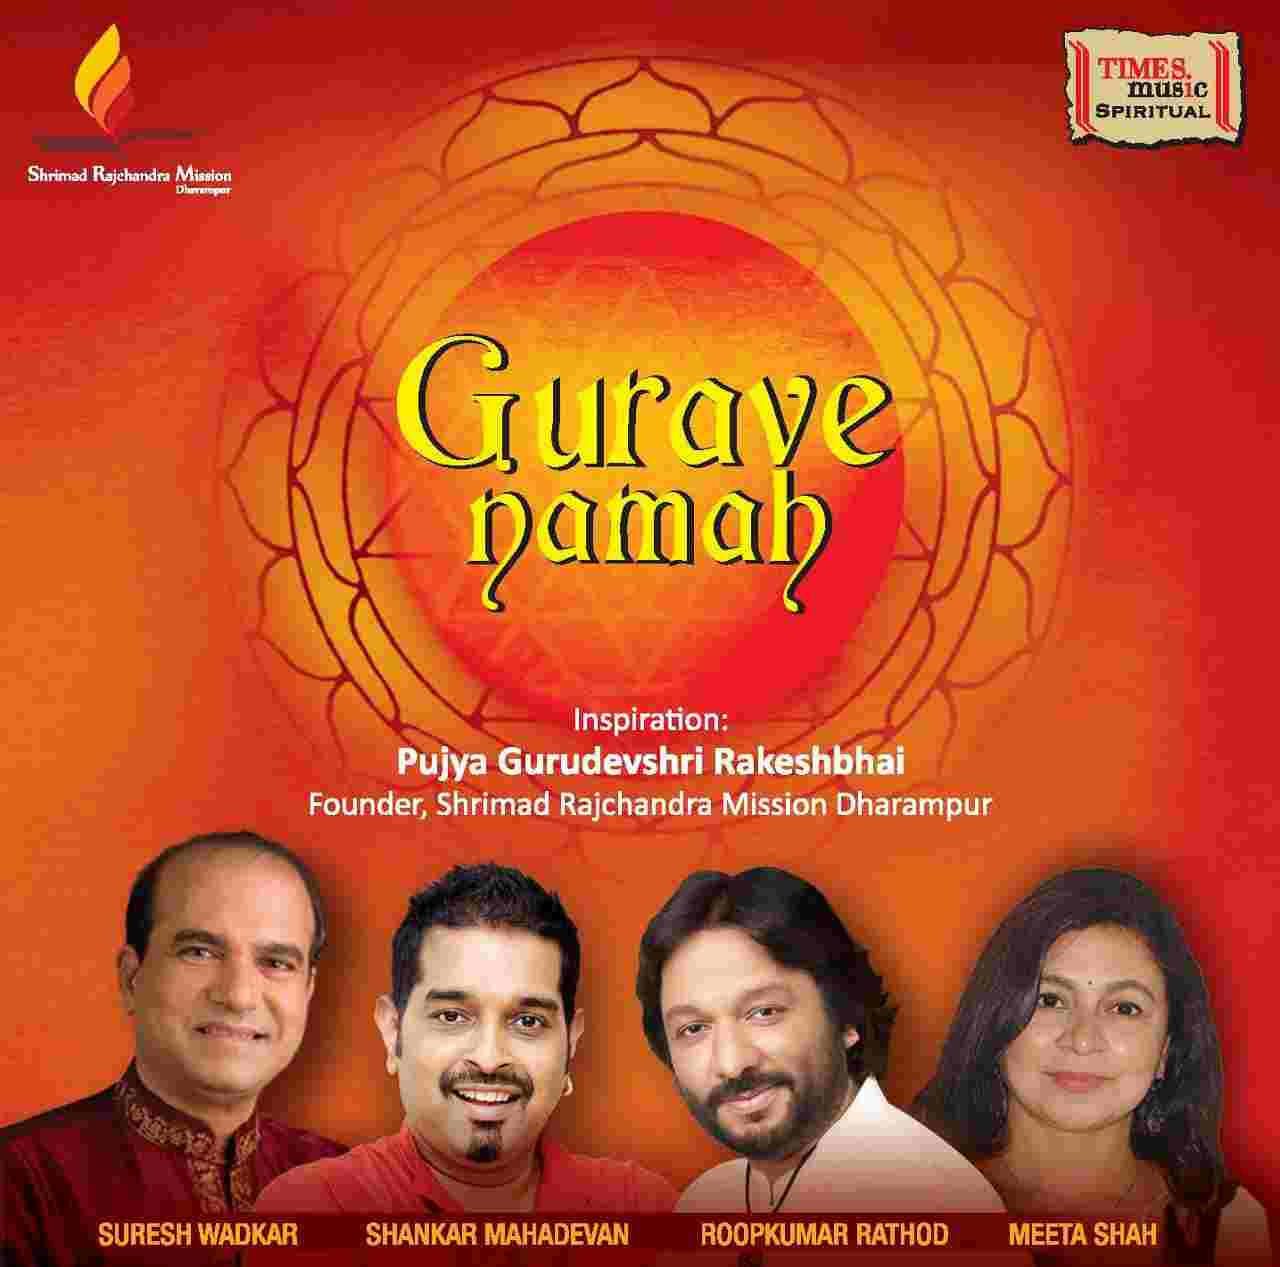 Shrimad Rajchandra Mission
Dharampur
TIMES.
music
SPIRITUAL
Gurave
namah
Inspiration:
Pujya Gurudevshri Rakeshbhai
Founder, Shrimad Rajchandra Mission Dharampur
SURESH WADKAR SHANKAR MAHADEVAN ROOPKUMAR RATHOD MEETA SHAH